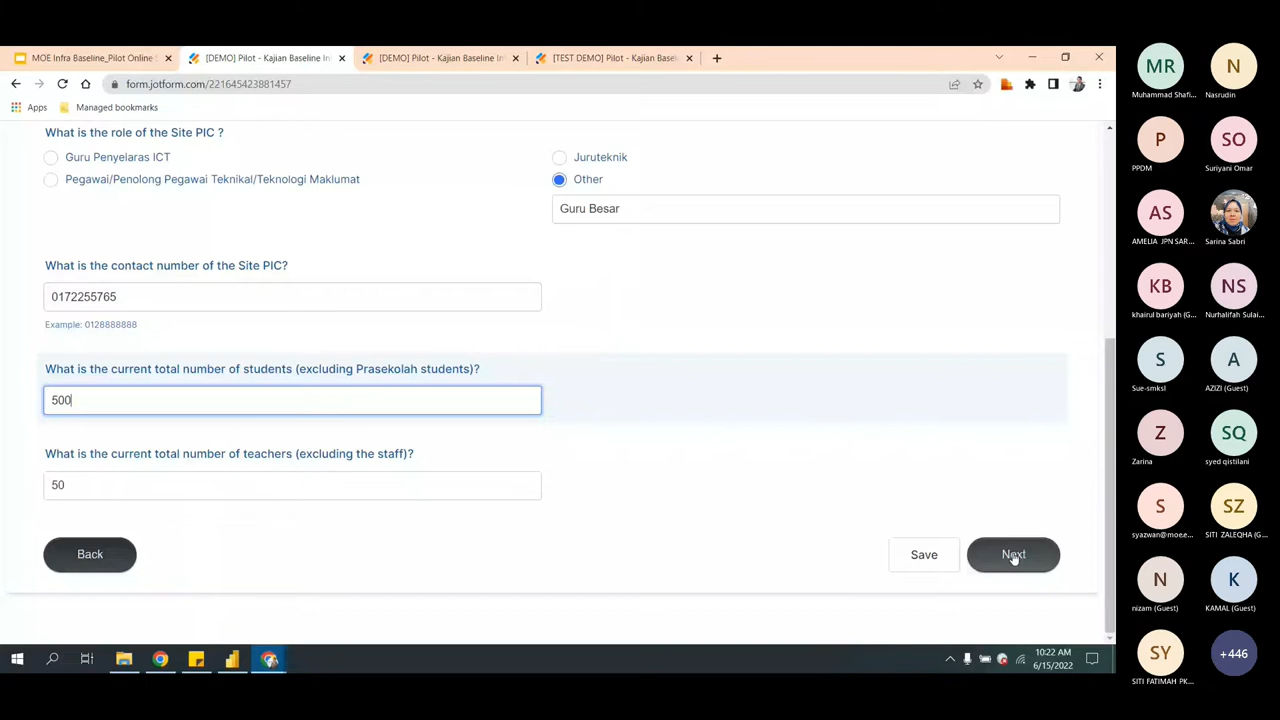 MOE Infra Baseline_Pilot Online
[DEMO] Pilot - Kajian Baseline In
[DEMO] Pilot - Kajian Baseline In
[TEST DEMO] Pilot - Kajian Basel
form.jotform.com/221645423881457
Apps
Managed bookmarks
What is the role of the Site PIC ?
Guru Penyelaras ICT
Juruteknik
Pegawai/Penolong Pegawai Teknikal/Teknologi Maklumat
Other
Guru Besar
What is the contact number of the Site PIC?
0172255765
Example: 0128888888
What is the current total number of students (excluding Prasekolah students)?
500
What is the current total number of teachers (excluding the staff)?
50
Back
Save
Next
10:22 AM
6/15/2022
MR
Muhammad Shafi...
N
Nasrudin
P
PPDM
SO
Suriyani Omar
AS
AMELIA JPN SAR...
Sarina Sabri
KB
khairul bariyah (G...
NS
Nurhalifah Sulai...
S
Sue-smksl
A
AZIZI (Guest)
Z
Zarina
SQ
syed qistilani
S
syazwan@moe.e...
SZ
SITI ZALEQHA (G...
N
nizam (Guest)
K
KAMAL (Guest)
SY
SITI FATIMAH PK...
+446